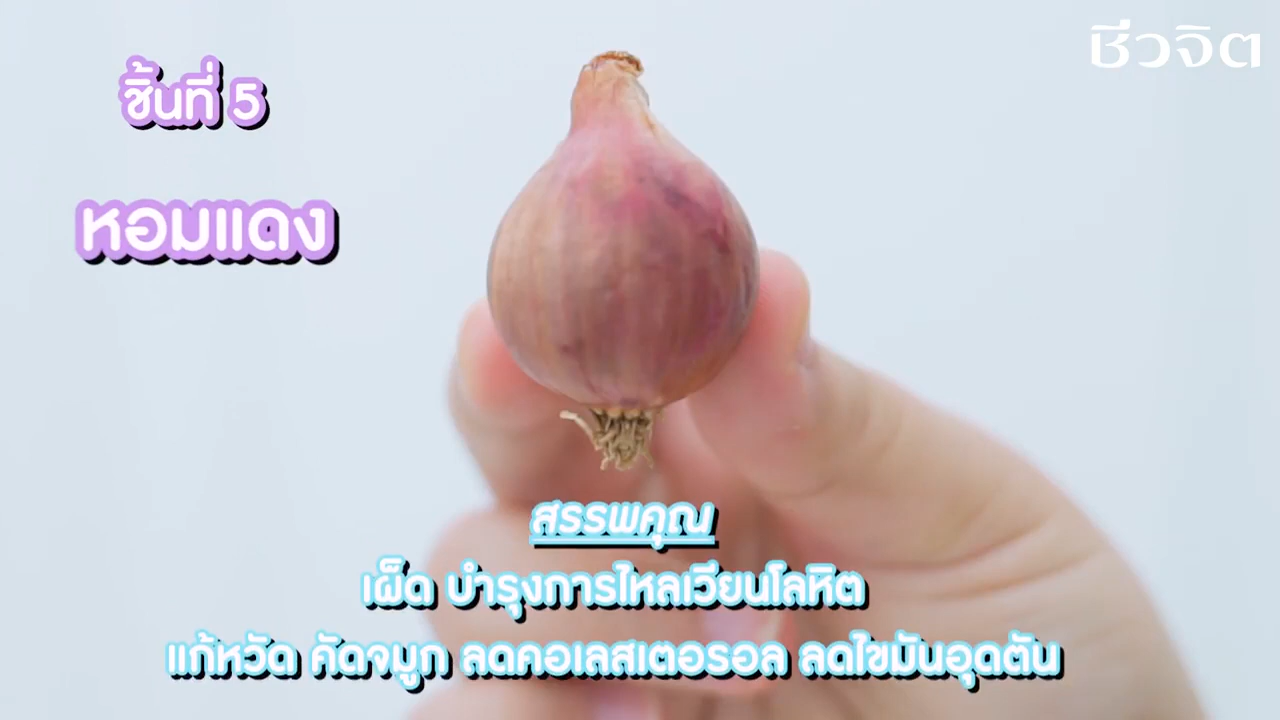 ชีวจิต
ชิ้นที่ 5
หอมแดง
สรรพคุณ
เผ็ด บำรุงการไหลเวียนโลหิต
แก้หวัด คัดจมูก ลดคอเลสเตอรอล ลดไขมันอุดตัน